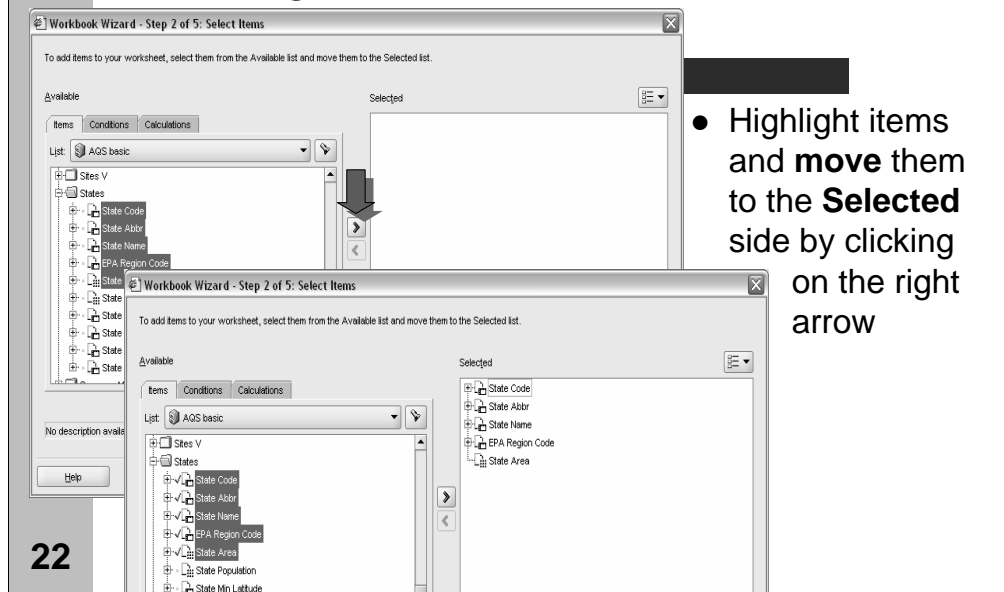 Workbook Wizard - Step 2 of 5: Select Items
To add items to your worksheet, select them from the Available list and move them to the Selected list.
Available
Selected
Items Conditions Calculations
List: AQS basic
Sites V
States
State Code
State Abbr
State Name
EPA Region Code
State
State
State
State
State
State
No description availa
Help
Workbook Wizard - Step 2 of 5: Select Items
To add items to your worksheet, select them from the Available list and move them to the Selected list.
Available
Selected
Items Conditions Calculations
List: AQS basic
Sites V
States
State Code
State Abbr
State Name
EPA Region Code
State Area
State Population
State Min Latitude
State Code
State Abbr
State Name
EPA Region Code
State Area
● Highlight items
and move them
to the Selected
side by clicking
on the right
arrow
22